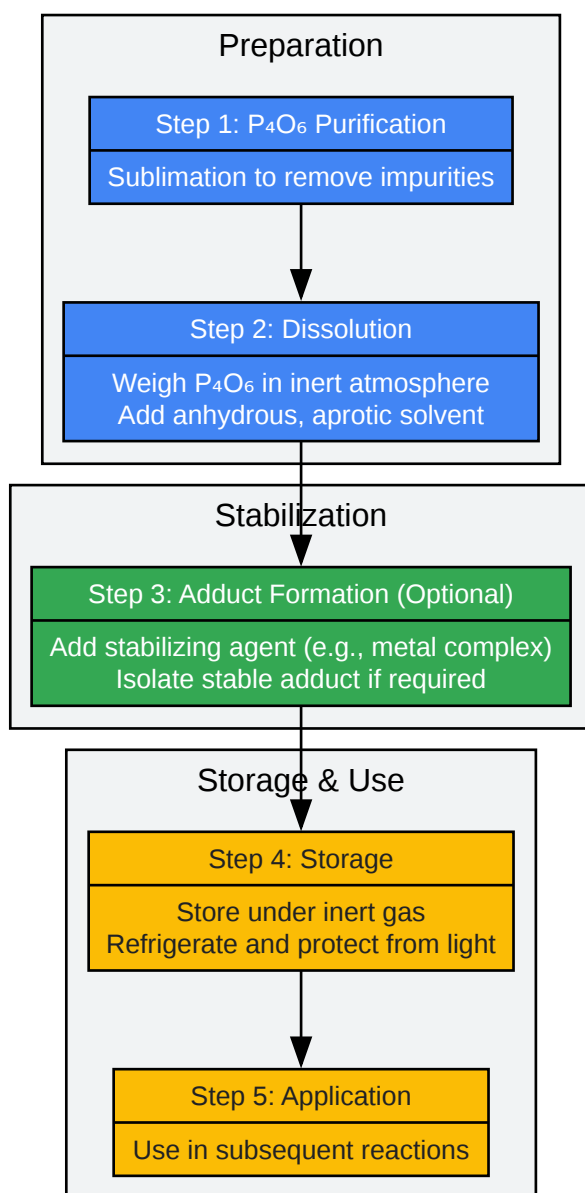 Preparation
Step 1: P₄O₆ Purification
Sublimation to remove impurities
Step 2: Dissolution
Weigh P₄O₆ in inert atmosphere
Add anhydrous, aprotic solvent
Stabilization
Step 3: Adduct Formation (Optional)
Add stabilizing agent (e.g., metal complex)
Isolate stable adduct if required
Storage & Use
Step 4: Storage
Store under inert gas
Refrigerate and protect from light
Step 5: Application
Use in subsequent reactions